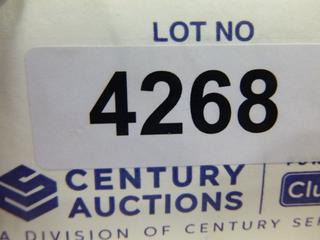 LOT NO
4268
CENTURY
AUCTIONS
A DIVISION OF CENTURY